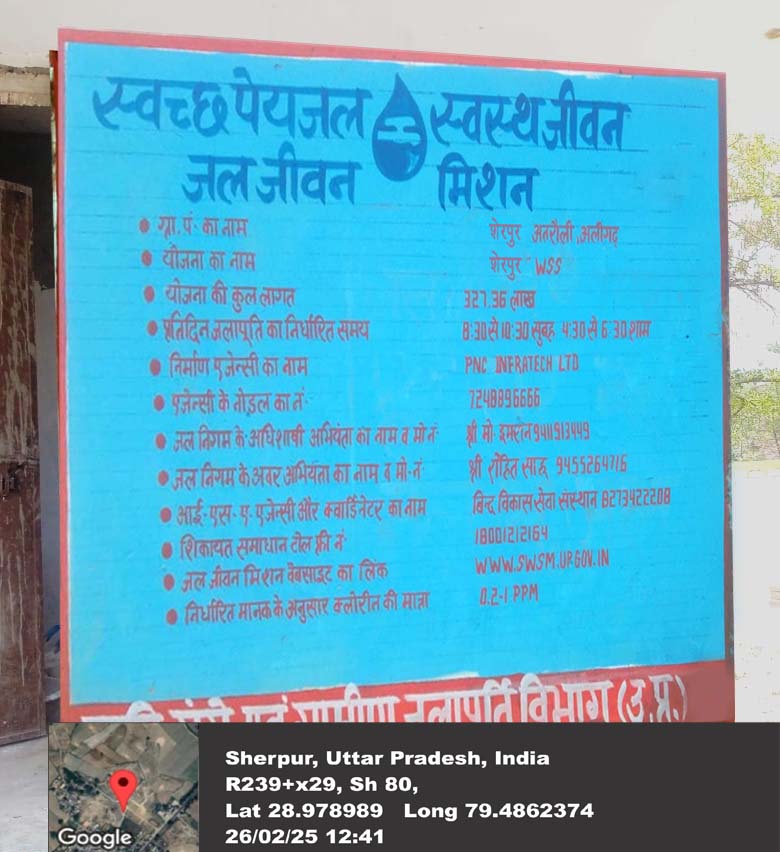 स्वच्छ पेयजल स्वस्थ जीवन
जल जीवन मिशन
ग्रा.पं. का नाम शेरपुर अतरौली, अलीगढ़
योजना का नाम शेरपुर WSS
योजना की कुल लागत 327.36 लाख
प्रतिदिन जलापूर्ति का निर्धारित समय 8:30 से 10:30 सुबह 4:30 से 6:30 शाम
निर्माण एजेन्सी का नाम PNC INFRATECH LTD
एजेन्सी के नोडल का नं. 7248896666
जल निगम के अधिशाषी अभियंता का नाम व मो.नं. श्री मो. इमरान 9411913449
जल निगम के अवर अभियंता का नाम व मो.नं. श्री रोहित साहू 9455264716
आई.एस.ए. एजेन्सी और क्वार्डिनेटर का नाम बिन्दू विकास सेवा संस्थान 8273422208
शिकायत समाधान टोल फ्री नं. 18001212164
जल जीवन मिशन वेबसाइट का लिंक WWW.SWSM.UP.GOV.IN
निर्धारित मानक के अनुसार क्लोरीन की मात्रा 0.2-1 PPM
एवं ग्रामीण जलापूर्ति विभाग (उ.प्र.)
Sherpur, Uttar Pradesh, India
R239+x29, Sh 80,
Lat 28.978989 Long 79.4862374
26/02/25 12:41
Google